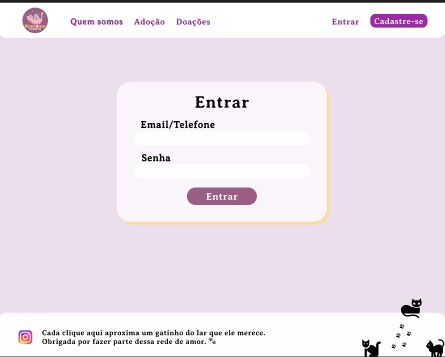 Quem somos Adoção Doações Entrar Cadastre-se
Entrar
Email/Telefone
Senha
Entrar
Cada clique aqui aproxima um gatinho do lar que ele merece.
Obrigada por fazer parte dessa rede de amor. 🐾